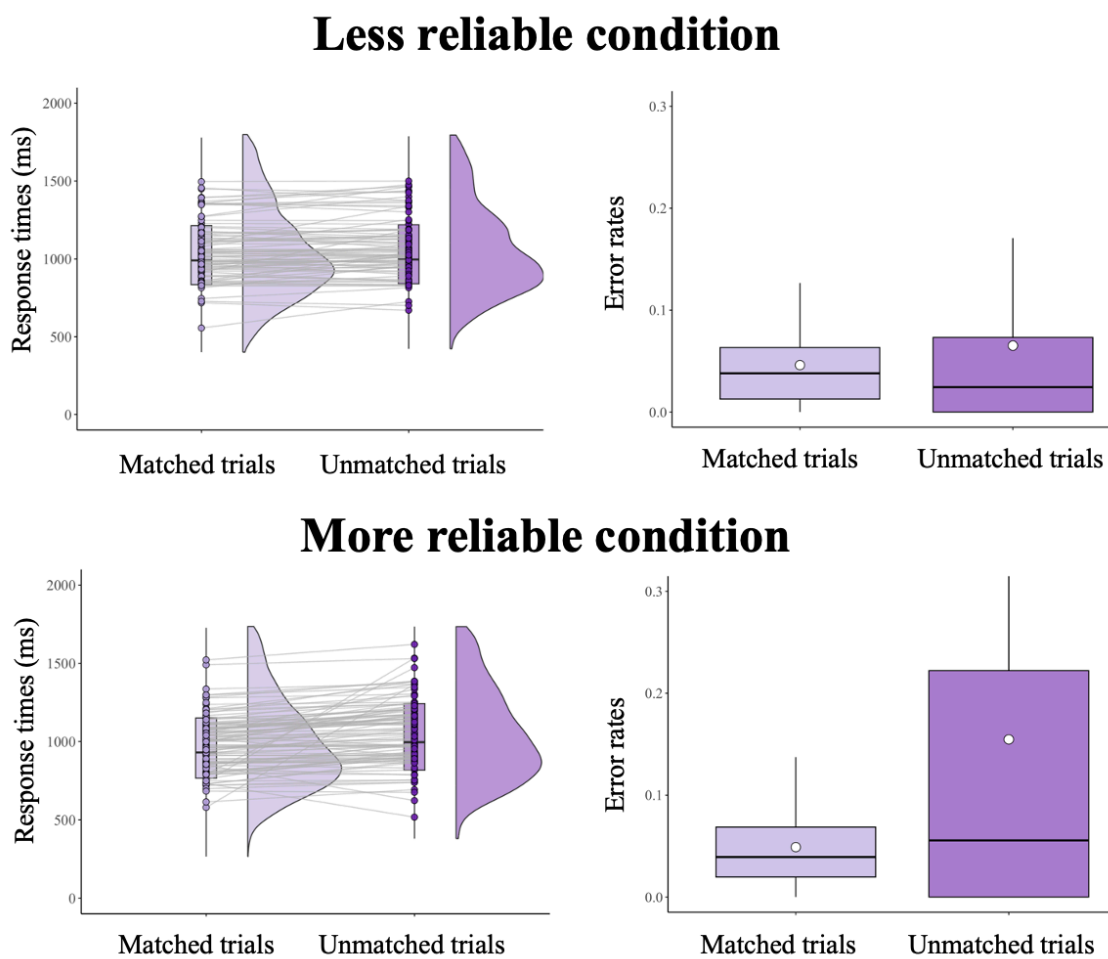 Less reliable condition
Response times (ms)
2000
1500
1000
500
0
Matched trials
Unmatched trials
Error rates
0.3
0.2
0.1
0.0
Matched trials
Unmatched trials
More reliable condition
Response times (ms)
2000
1500
1000
500
0
Matched trials
Unmatched trials
Error rates
0.3
0.2
0.1
0.0
Matched trials
Unmatched trials